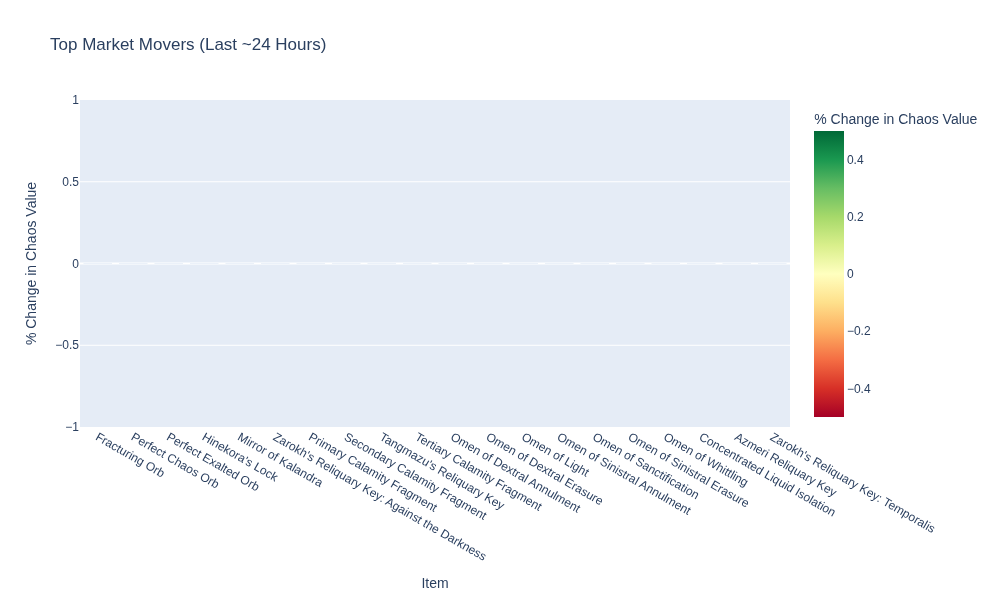 Top Market Movers (Last ~24 Hours)
% Change in Chaos Value
1
0.5
0
−0.5
−1
% Change in Chaos Value
0.4
0.2
0
−0.2
−0.4
Fracturing Orb
Perfect Chaos Orb
Perfect Exalted Orb
Hinekora's Lock
Mirror of Kalandra
Zarokh's Reliquary Key: Against the Darkness
Primary Calamity Fragment
Secondary Calamity Fragment
Tangmazu's Reliquary Key
Tertiary Calamity Fragment
Omen of Dextral Annulment
Omen of Dextral Erasure
Omen of Light
Omen of Sinistral Annulment
Omen of Sanctification
Omen of Sinistral Erasure
Omen of Whittling
Concentrated Liquid Isolation
Azmeri Reliquary Key
Zarokh's Reliquary Key: Temporalis
Item